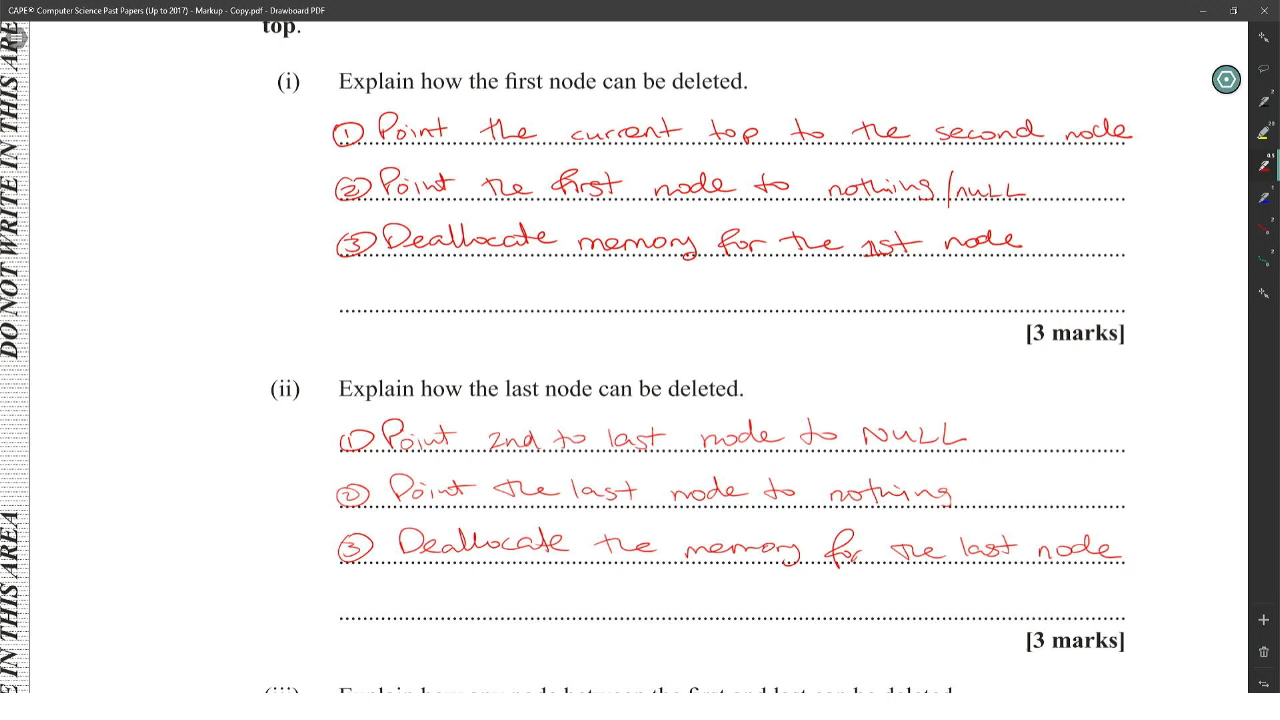 CAPE® Computer Science Past Papers (Up to 2017) - Markup - Copy.pdf - Drawboard PDF
top.
(i) Explain how the first node can be deleted.
① Point the current top to the second node
② Point the first node to nothing/NULL
③ Deallocate memory for the 1st node
[3 marks]
(ii) Explain how the last node can be deleted.
① Point 2nd to last node to NULL
② Point the last node to nothing
③ Deallocate the memory for the last node
[3 marks]
DO NOT WRITE IN THIS ARE
IN THIS AREA